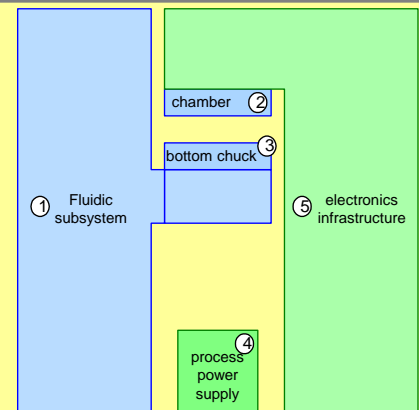 chamber 2
3
bottom chuck
1 Fluidic
subsystem
5 electronics
infrastructure
4
process
power
supply